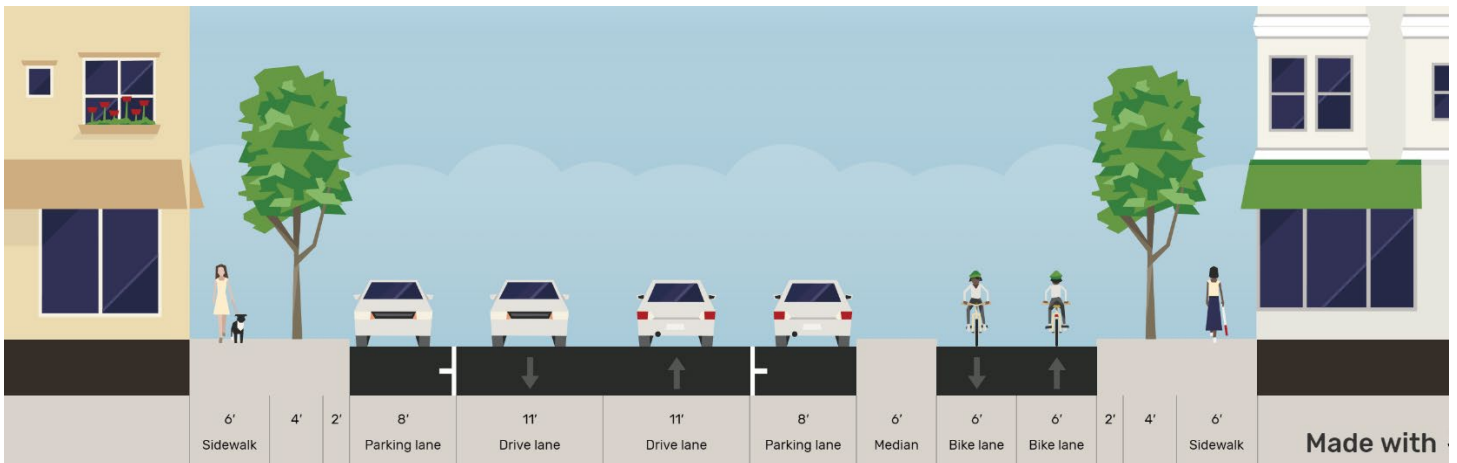 6' 4' 2' 8' 11' 11' 8' 6' 6' 6' 2' 4' 6'
Sidewalk Parking lane Drive lane Drive lane Parking lane Median Bike lane Bike lane Sidewalk
Made with